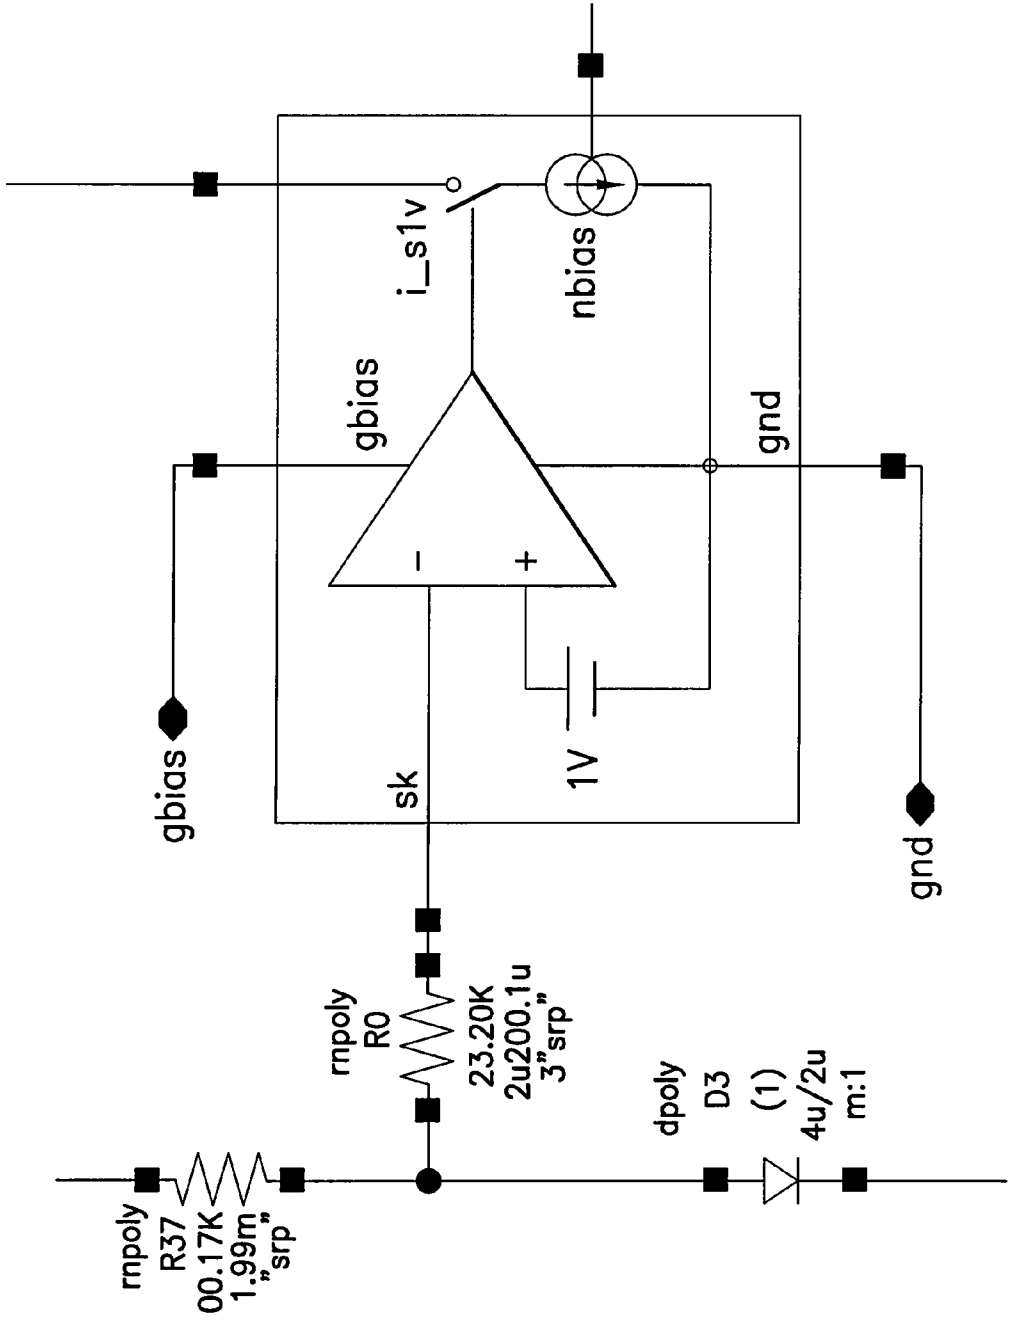 gbias
sk
gbias
i_s1v
nbias
1V
−
+
gnd
gnd
rnpoly
R0
23.20K
2u200.1u
3"srp"
rnpoly
R37
00.17K
1.99m
"srp"
dpoly
D3
(1)
4u/2u
m:1